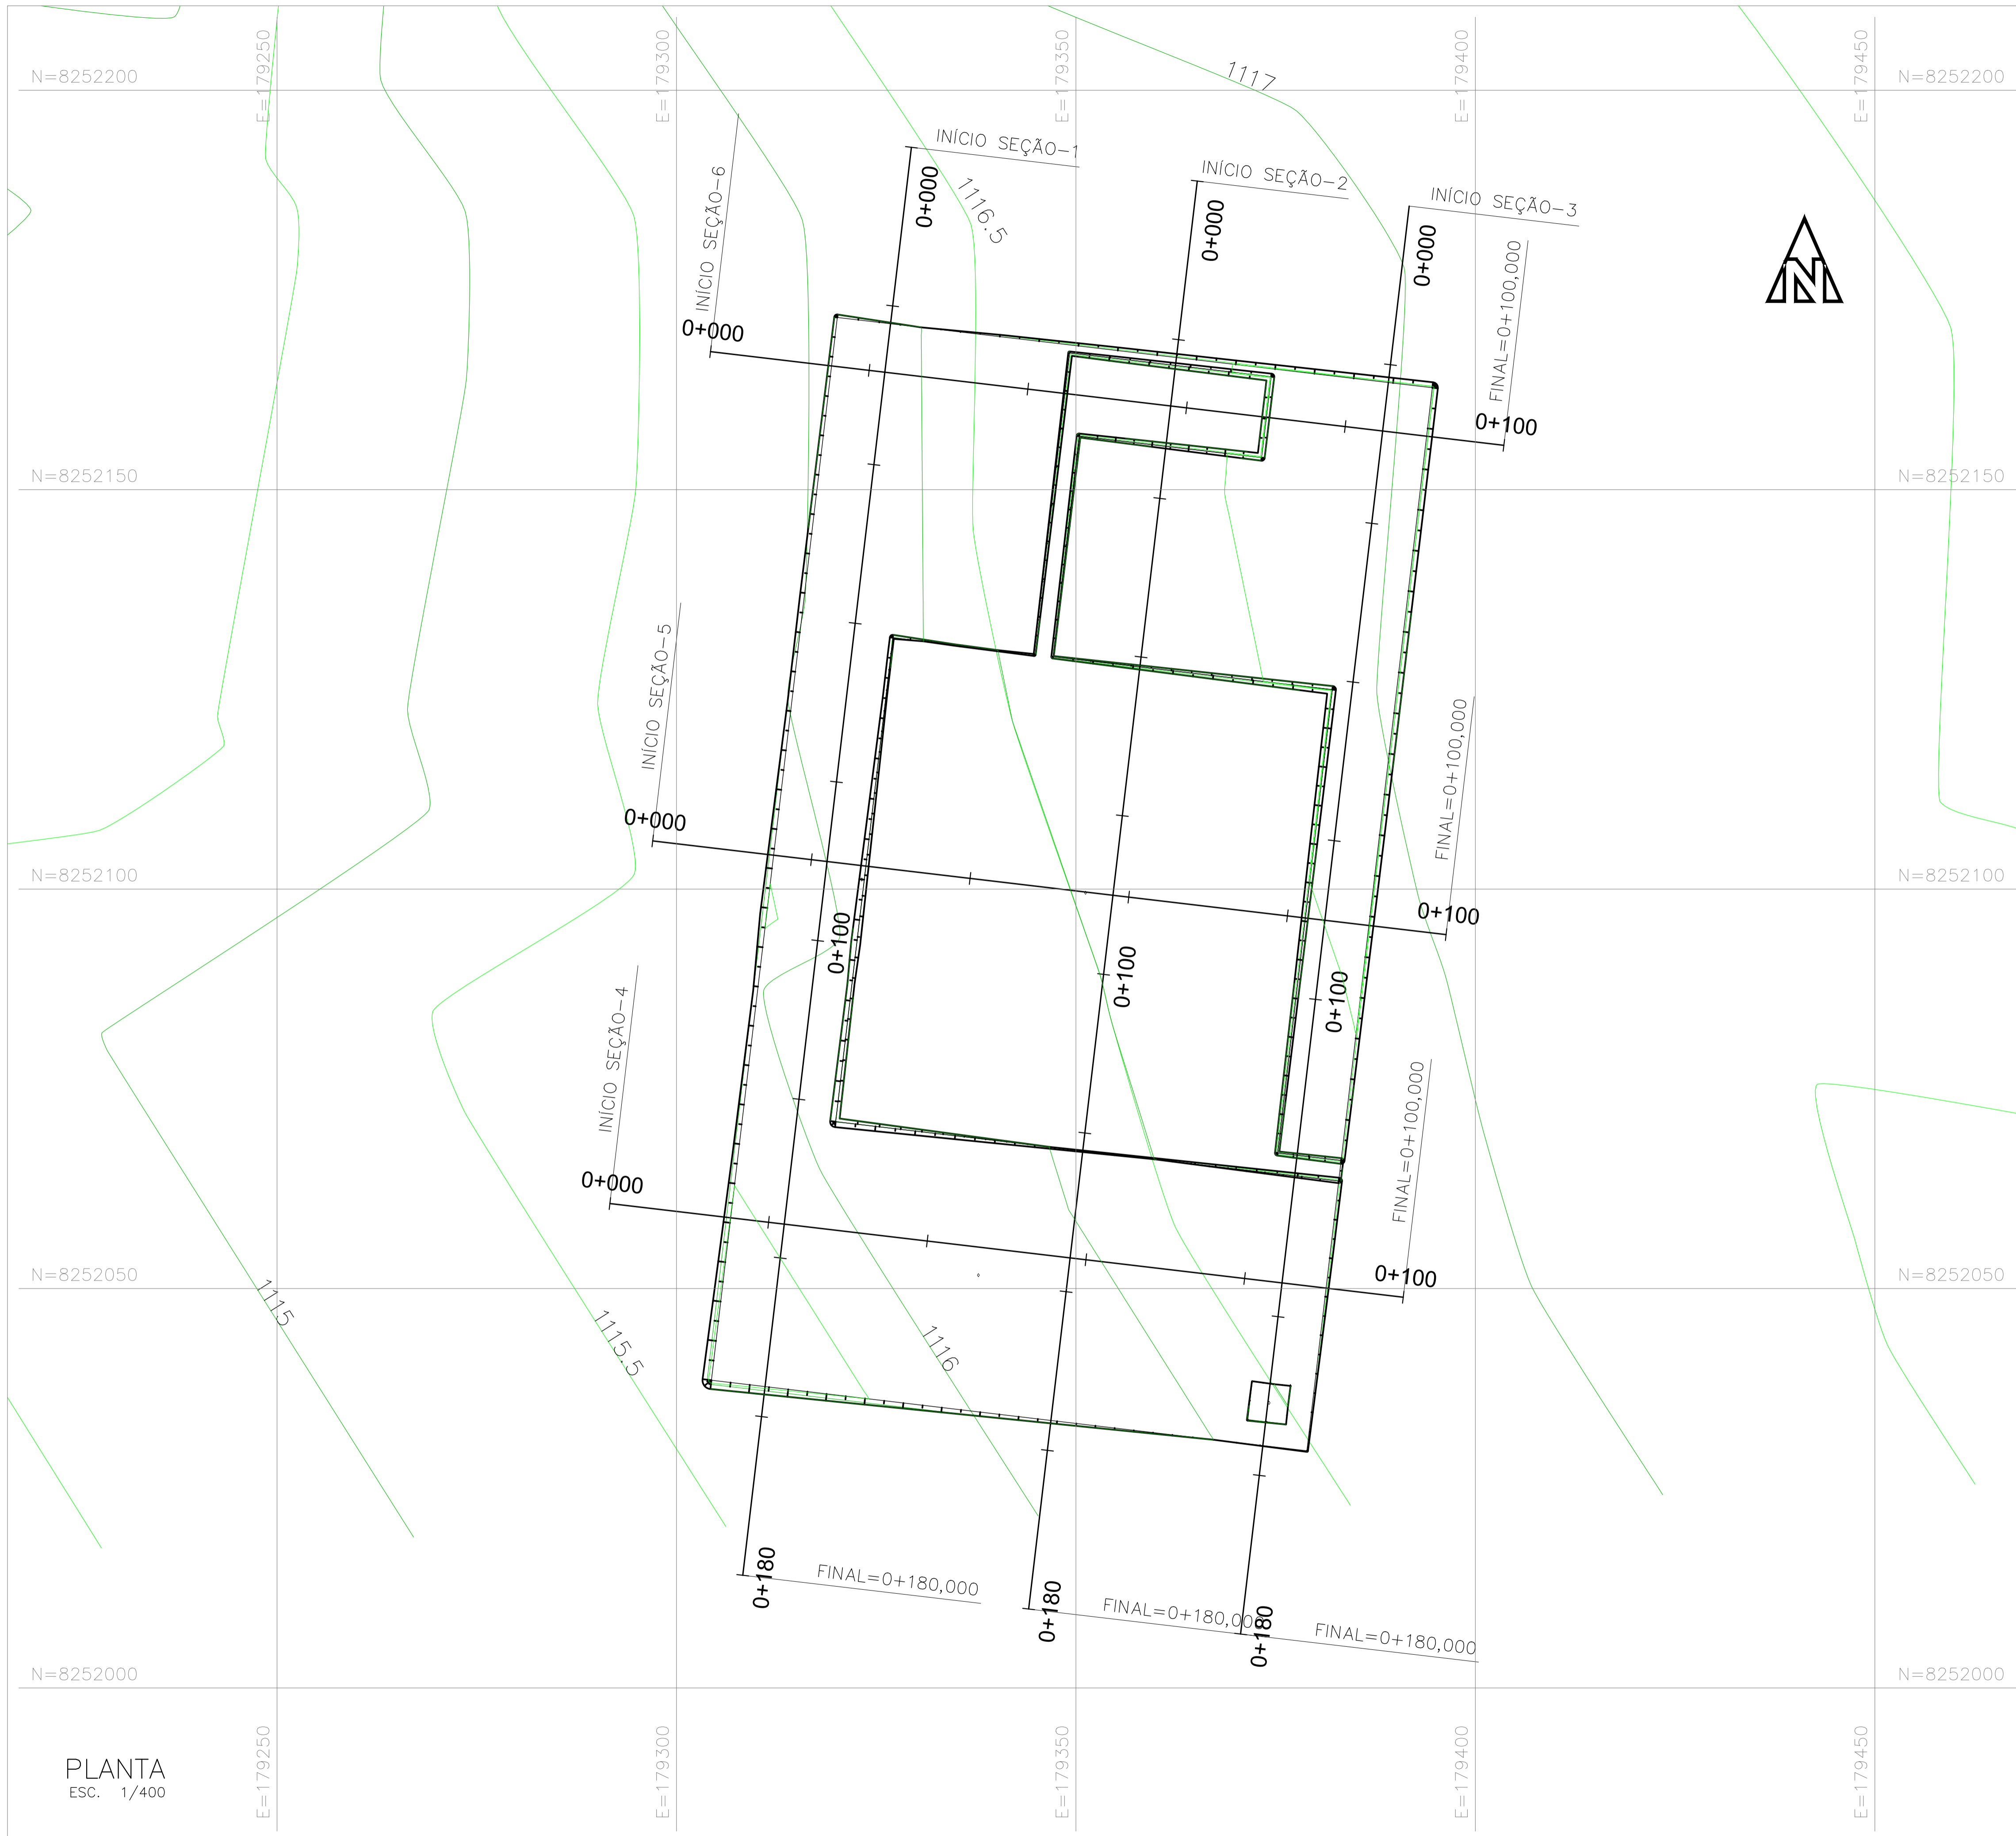 E=179250
E=179300
E=179350
E=179400
E=179450
N=8252200
N=8252200
1117
INÍCIO SEÇÃO-1
INÍCIO SEÇÃO-2
INÍCIO SEÇÃO-3
INÍCIO SEÇÃO-6
0+000
1116.5
0+000
0+000
FINAL=0+100,000
N
0+000
0+100
N=8252150
N=8252150
INÍCIO SEÇÃO-5
FINAL=0+100,000
0+000
N=8252100
N=8252100
0+100
0+100
0+100
0+100
INÍCIO SEÇÃO-4
FINAL=0+100,000
0+000
0+100
N=8252050
N=8252050
1115
1115.5
1116
0+180
FINAL=0+180,000
0+180
FINAL=0+180,000
0+180
FINAL=0+180,000
N=8252000
N=8252000
PLANTA
ESC. 1/400
E=179250
E=179300
E=179350
E=179400
E=179450